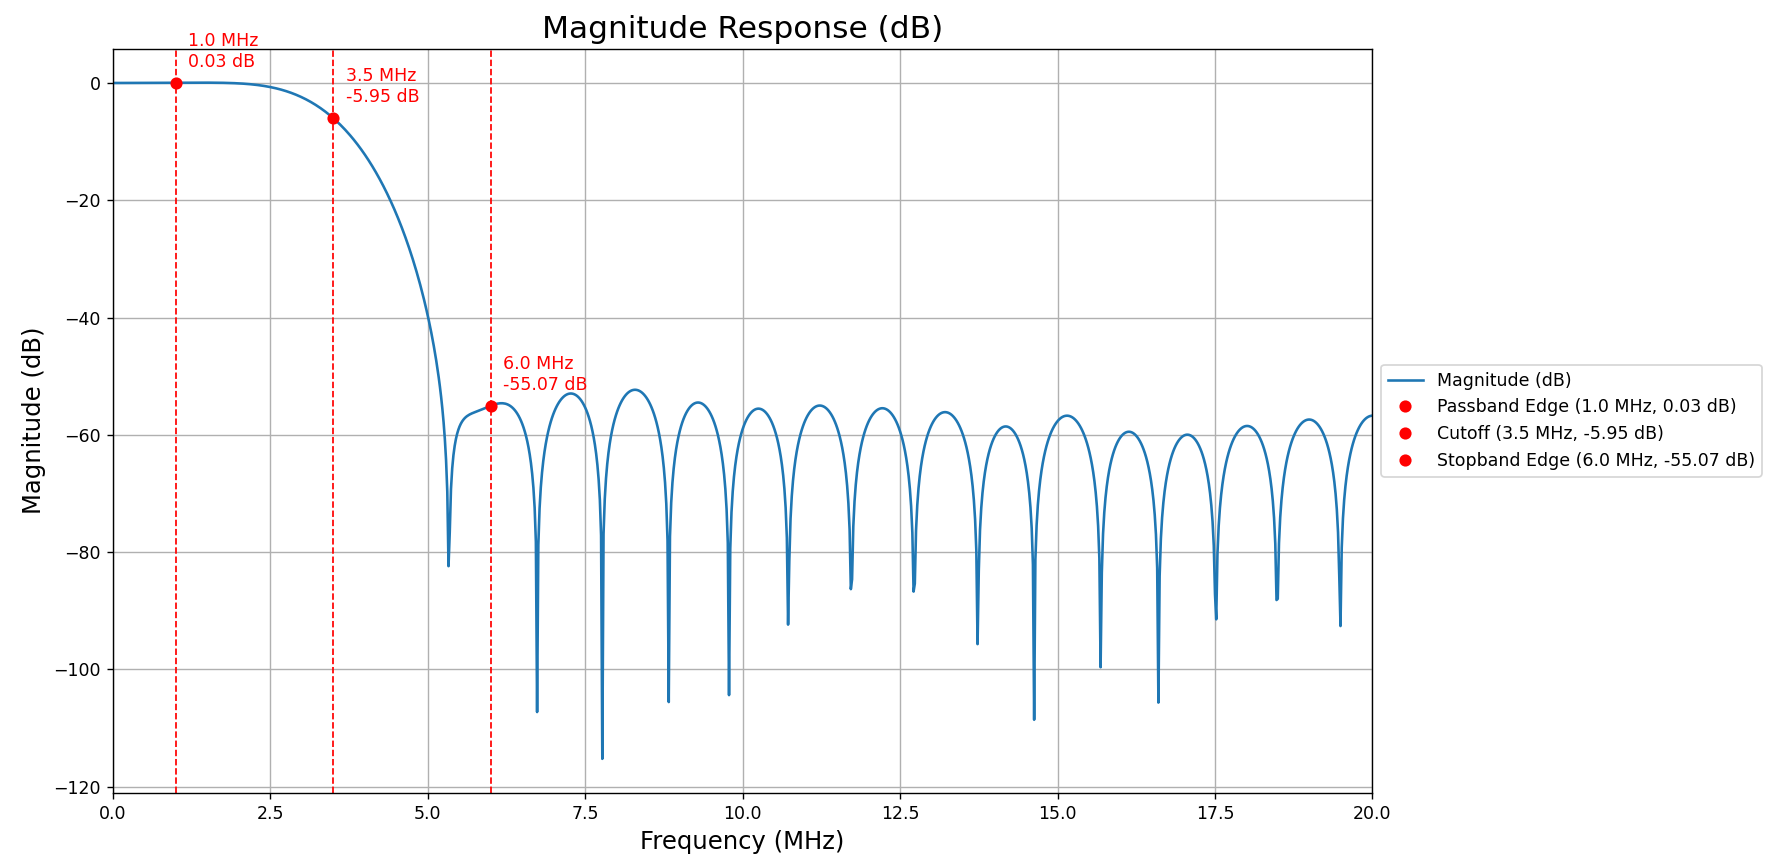 Magnitude Response (dB)
1.0 MHz
0.03 dB
3.5 MHz
-5.95 dB
6.0 MHz
-55.07 dB
0
−20
−40
−60
−80
−100
−120
Magnitude (dB)
0.0
2.5
5.0
7.5
10.0
12.5
15.0
17.5
20.0
Frequency (MHz)
Magnitude (dB)
Passband Edge (1.0 MHz, 0.03 dB)
Cutoff (3.5 MHz, -5.95 dB)
Stopband Edge (6.0 MHz, -55.07 dB)